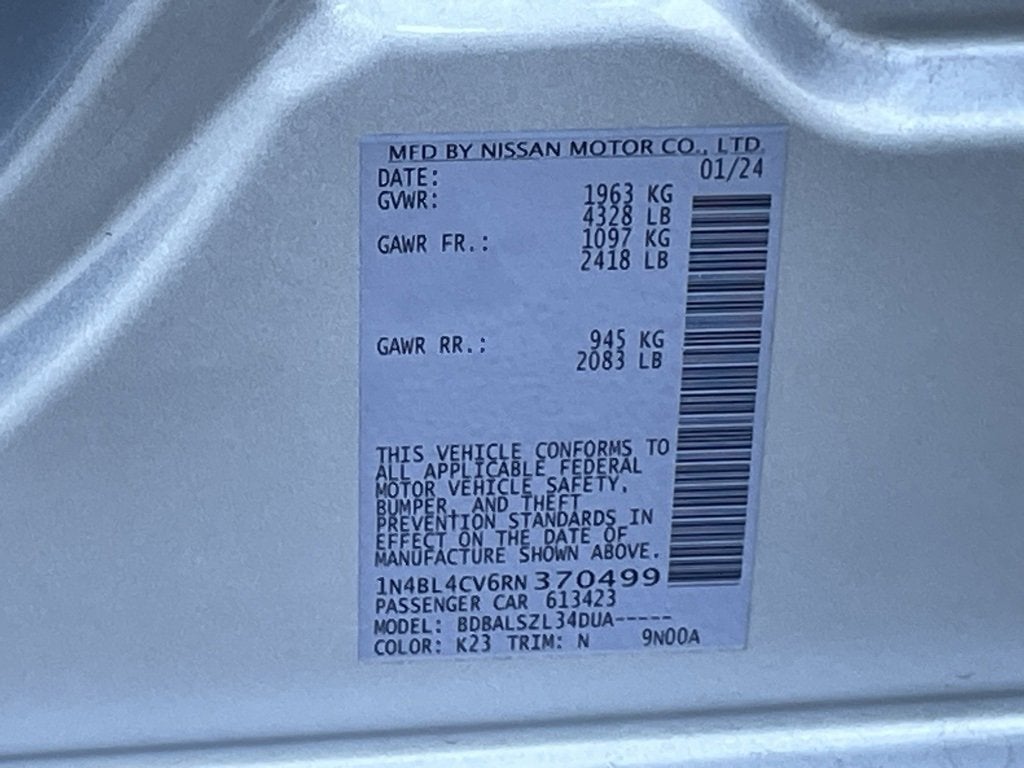 MFD BY NISSAN MOTOR CO., LTD.
DATE: 01/24
GVWR: 1963 KG
4328 LB
GAWR FR.: 1097 KG
2418 LB
GAWR RR.: 945 KG
2083 LB
THIS VEHICLE CONFORMS TO
ALL APPLICABLE FEDERAL
MOTOR VEHICLE SAFETY,
BUMPER, AND THEFT
PREVENTION STANDARDS IN
EFFECT ON THE DATE OF
MANUFACTURE SHOWN ABOVE.
1N4BL4CV6RN 370499
PASSENGER CAR 613423
MODEL: BDBALSZL34DUA-----
COLOR: K23 TRIM: N 9N00A